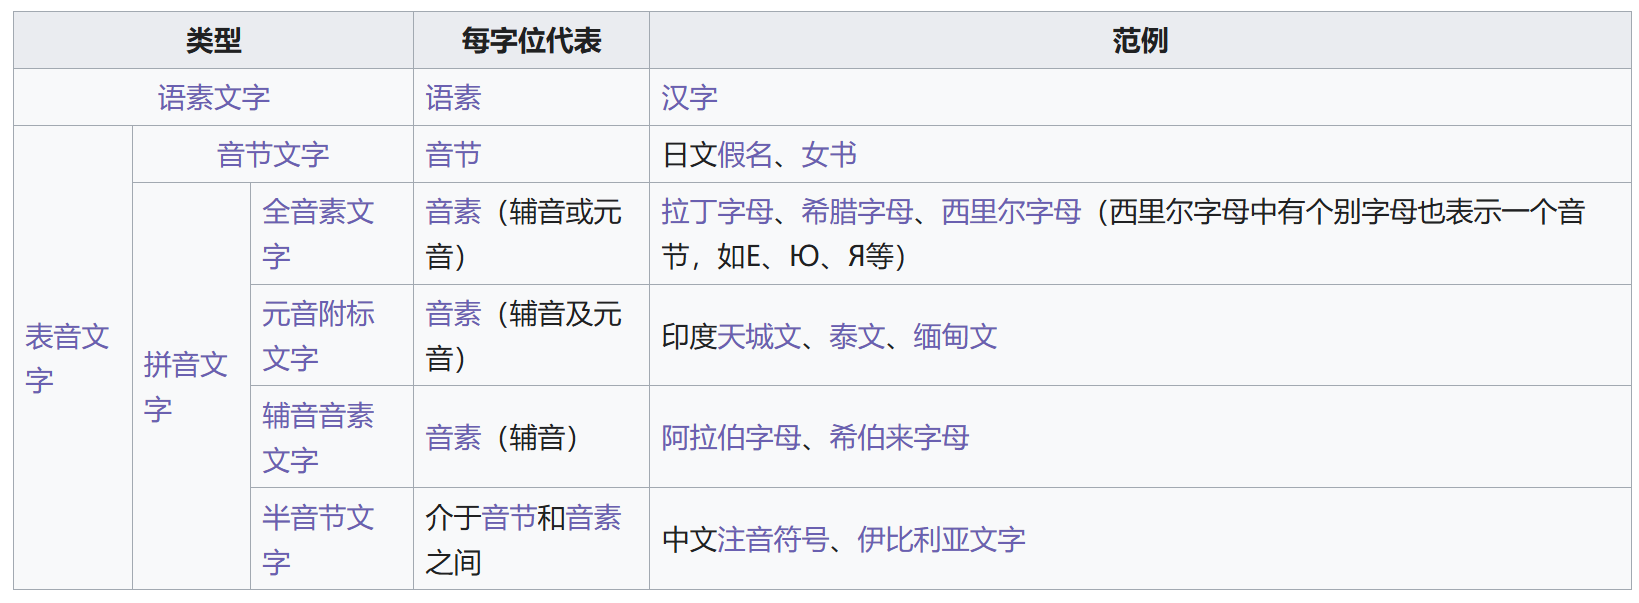 类型 每字位代表 范例
语素文字 语素 汉字
表音文字
音节文字 音节 日文假名、女书
拼音文字
全音素文
字
音素（辅音或元
音）
拉丁字母、希腊字母、西里尔字母（西里尔字母中有个别字母也表示一个音
节，如Е、Ю、Я等）
元音附标
文字
音素（辅音及元
音）
印度天城文、泰文、缅甸文
辅音音素
文字
音素（辅音）
阿拉伯字母、希伯来字母
半音节文
字
介于音节和音素
之间
中文注音符号、伊比利亚文字